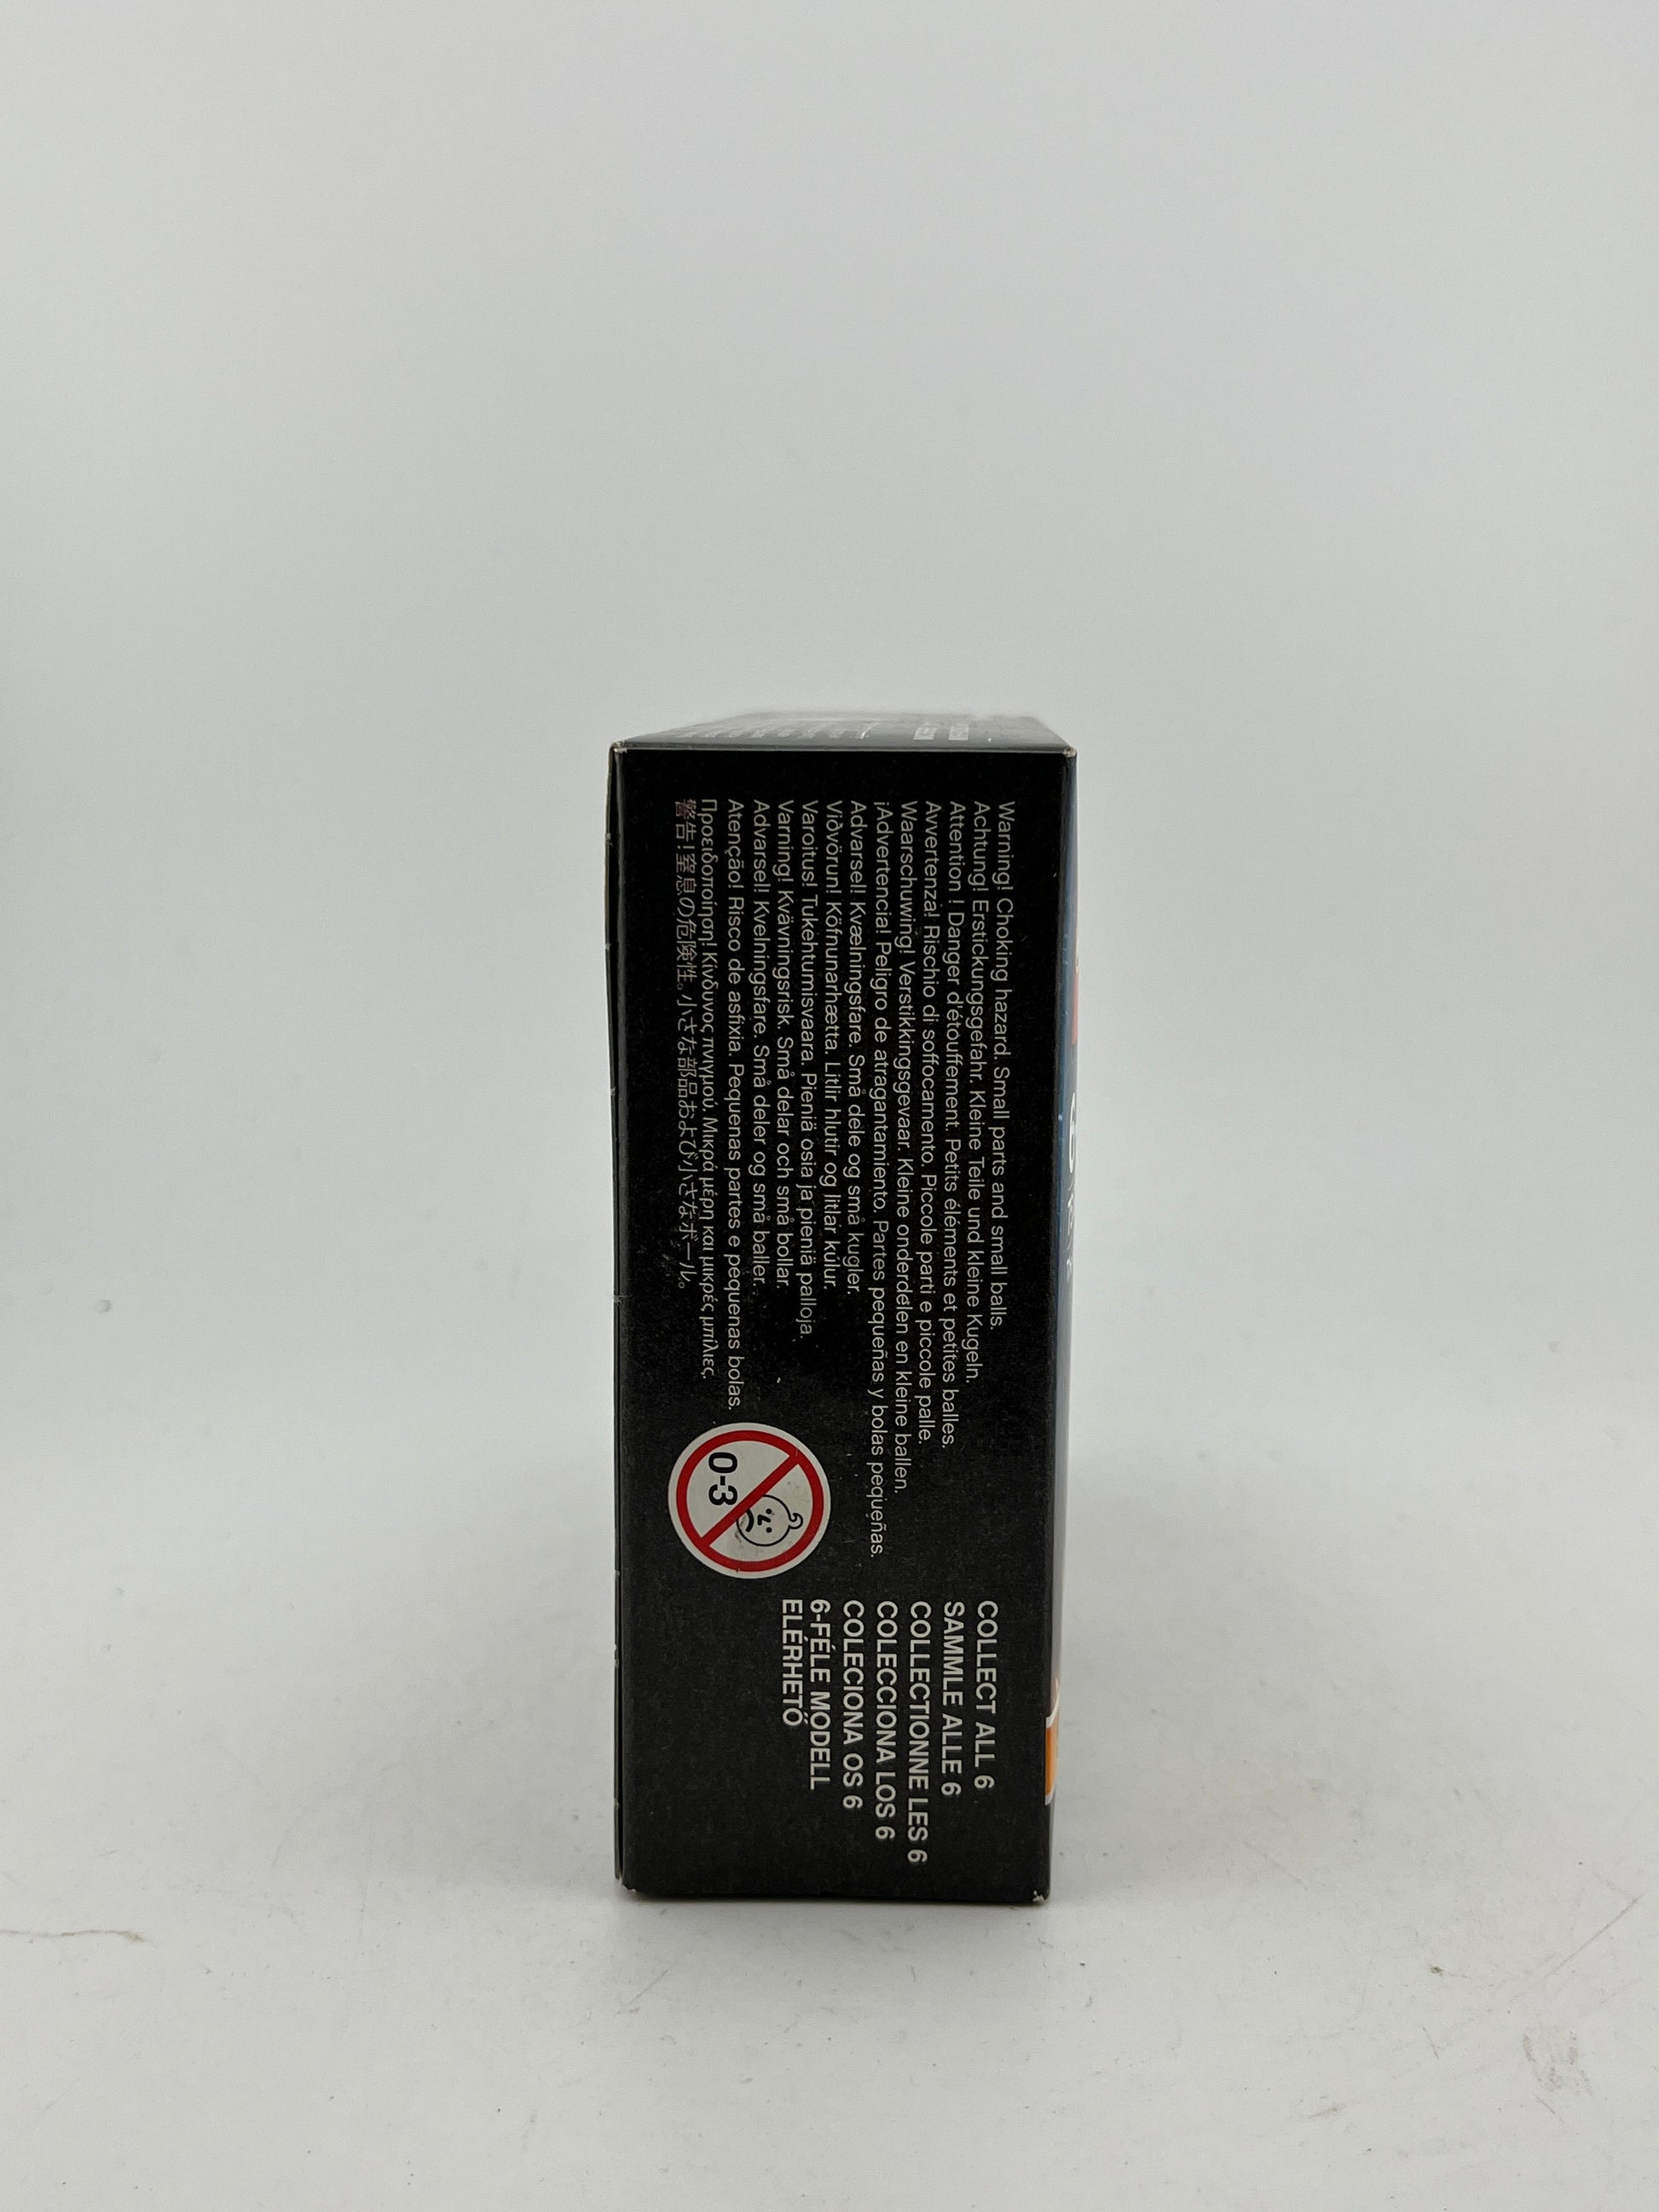 Warning! Choking hazard. Small parts and small balls.
Achtung! Erstickungsgefahr. Kleine Teile und kleine Kugeln.
Attention ! Danger d'étouffement. Petits éléments et petites balles.
Avvertenza! Rischio di soffocamento. Piccole parti e piccole palle.
Waarschuwing! Verstikkingsgevaar. Kleine onderdelen en kleine ballen.
¡Advertencia! Peligro de atragantamiento. Partes pequeñas y bolas pequeñas.
Advarsel! Kvælningsfare. Små dele og små kugler.
Viðvörun! Köfnunarhætta. Litlir hlutir og litlar kúlur.
Varoitus! Tukehtumisvaara. Pieniä osia ja pieniä palloja.
Varning! Kvävningsrisk. Små delar och små bollar.
Advarsel! Kvelningsfare. Små deler og små baller.
Atenção! Risco de asfixia. Pequenas partes e pequenas bolas.
Προειδοποίηση! Κίνδυνος πνιγμού. Μικρά μέρη και μικρές μπίλιες.
警告!窒息の危険性。小さな部品および小さなボール。
0-3
COLLECT ALL 6
SAMMLE ALLE 6
COLLECTIONNE LES 6
COLECCIONA LOS 6
COLECIONA OS 6
6-FÉLE MODELL
ELÉRHETŐ